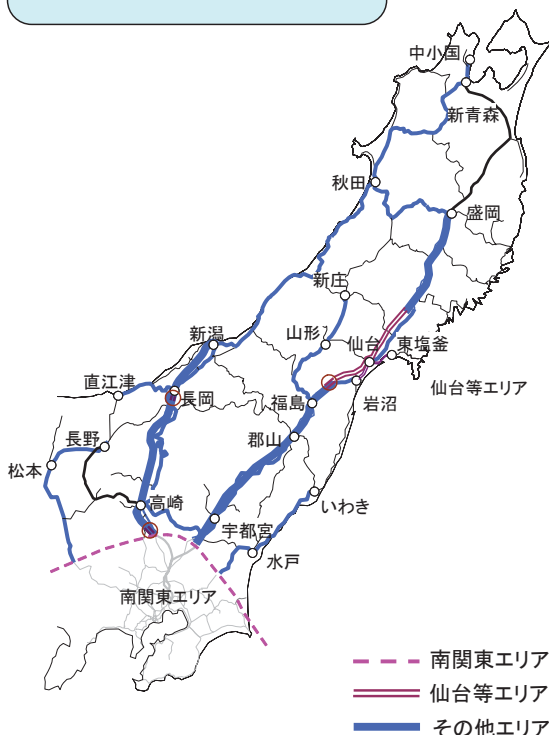 中小国
新青森
秋田
盛岡
新庄
山形
仙台
東塩釜
新潟
仙台等エリア
直江津
長岡
福島
岩沼
長野
郡山
松本
高崎
いわき
宇都宮
水戸
南関東エリア
南関東エリア
仙台等エリア
その他エリア